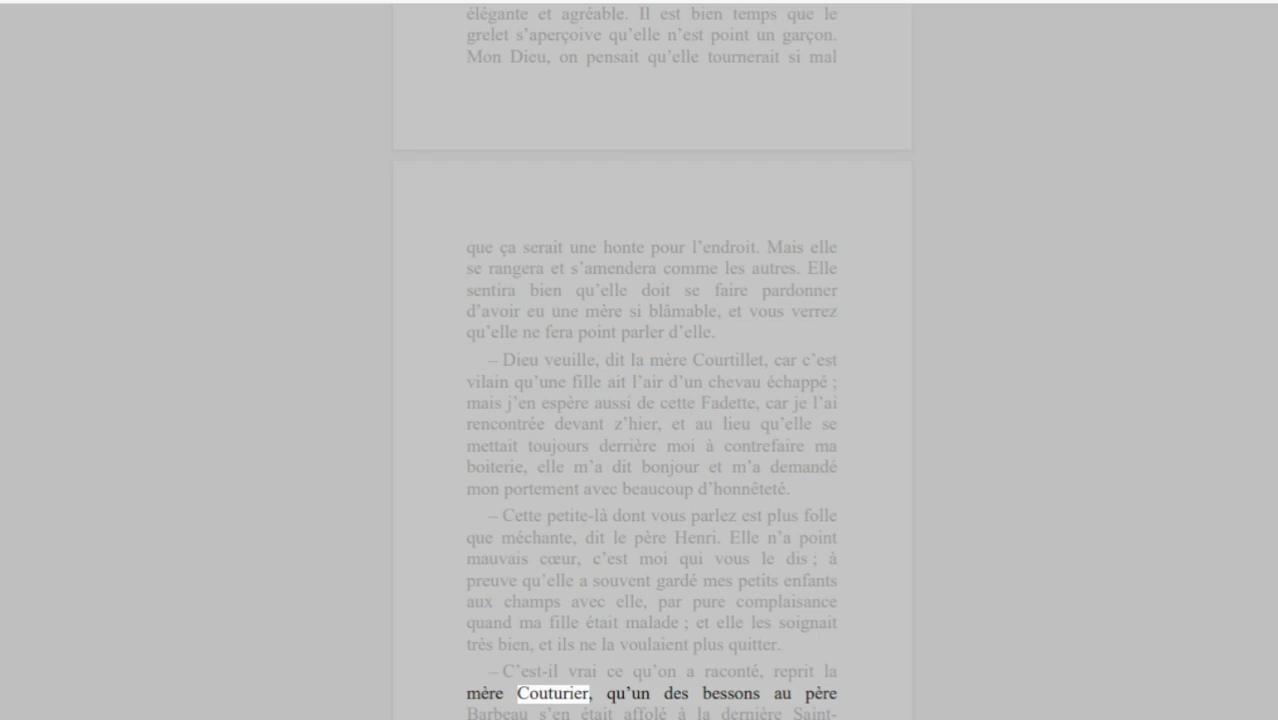 élégante et agréable. Il est bien temps que le
grelet s’aperçoive qu’elle n’est point un garçon.
Mon Dieu, on pensait qu’elle tournerait si mal
que ça serait une honte pour l’endroit. Mais elle
se rangera et s’amendera comme les autres. Elle
sentira bien qu’elle doit se faire pardonner
d’avoir eu une mère si blâmable, et vous verrez
qu’elle ne fera point parler d’elle.
– Dieu veuille, dit la mère Courtillet, car c’est
vilain qu’une fille ait l’air d’un chevau échappé ;
mais j’en espère aussi de cette Fadette, car je l’ai
rencontrée devant z’hier, et au lieu qu’elle se
mettait toujours derrière moi à contrefaire ma
boiterie, elle m’a dit bonjour et m’a demandé
mon portement avec beaucoup d’honnêteté.
– Cette petite-là dont vous parlez est plus folle
que méchante, dit le père Henri. Elle n’a point
mauvais cœur, c’est moi qui vous le dis ; à
preuve qu’elle a souvent gardé mes petits enfants
aux champs avec elle, par pure complaisance
quand ma fille était malade ; et elle les soignait
très bien, et ils ne la voulaient plus quitter.
– C’est-il vrai ce qu’on a raconté, reprit la
mère Couturier, qu’un des bessons au père
Barbeau s’en était affolé à la dernière Saint-